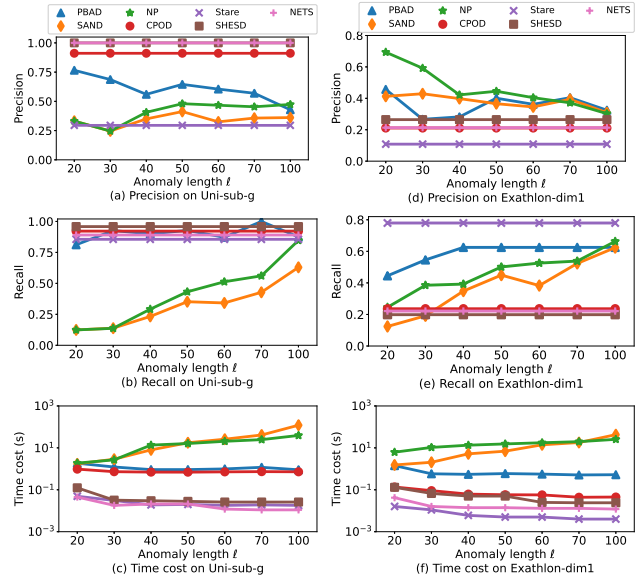 PBAD NP Stare NETS
SAND CPOD SHESD
1.00
0.75
0.50
0.25
0.00
Precision
20 30 40 50 60 70 100
Anomaly length ℓ
(a) Precision on Uni-sub-g
PBAD NP Stare NETS
SAND CPOD SHESD
0.8
0.6
0.4
0.2
0.0
Precision
20 30 40 50 60 70 100
Anomaly length ℓ
(d) Precision on Exathlon-dim1
1.00
0.75
0.50
0.25
0.00
Recall
20 30 40 50 60 70 100
Anomaly length ℓ
(b) Recall on Uni-sub-g
0.8
0.6
0.4
0.2
0.0
Recall
20 30 40 50 60 70 100
Anomaly length ℓ
(e) Recall on Exathlon-dim1
10³
10¹
10⁻¹
10⁻³
Time cost (s)
20 30 40 50 60 70 100
Anomaly length ℓ
(c) Time cost on Uni-sub-g
10³
10¹
10⁻¹
10⁻³
Time cost (s)
20 30 40 50 60 70 100
Anomaly length ℓ
(f) Time cost on Exathlon-dim1